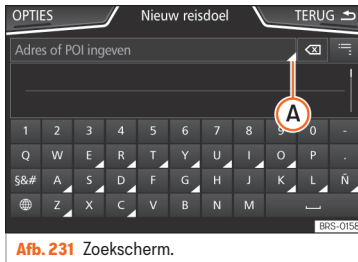 OPTIES Nieuw reisdoel TERUG
Adres of POI ingeven
A
1 2 3 4 5 6 7 8 9 0 -
Q W E R T Y U I O P .
§&# A S D F G H J K L Ñ
Z X C V B N M
BRS-0158
Afb. 231 Zoekscherm.